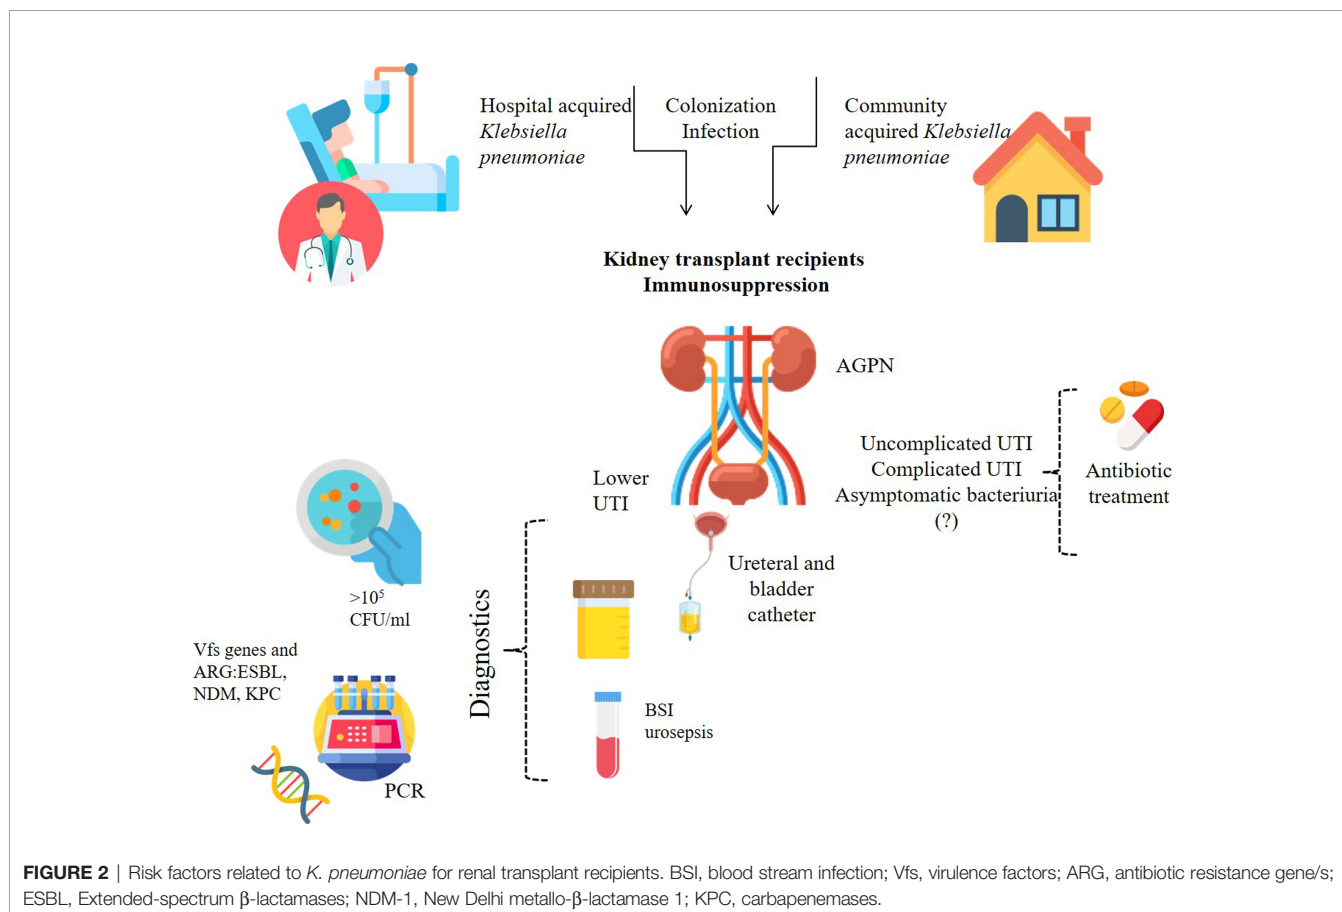 Hospital acquired
Klebsiella
pneumoniae
Colonization
Infection
Community
acquired Klebsiella
pneumoniae
Kidney transplant recipients
Immunosuppression
AGPN
Lower
UTI
Uncomplicated UTI
Complicated UTI
Asymptomatic bacteriuria
(?)
Antibiotic
treatment
Ureteral and
bladder
catheter
>10⁵
CFU/ml
Diagnostics
Vfs genes and
ARG:ESBL,
NDM, KPC
PCR
BSI
urosepsis
FIGURE 2 | Risk factors related to K. pneumoniae for renal transplant recipients. BSI, blood stream infection; Vfs, virulence factors; ARG, antibiotic resistance gene/s;
ESBL, Extended-spectrum β-lactamases; NDM-1, New Delhi metallo-β-lactamase 1; KPC, carbapenemases.